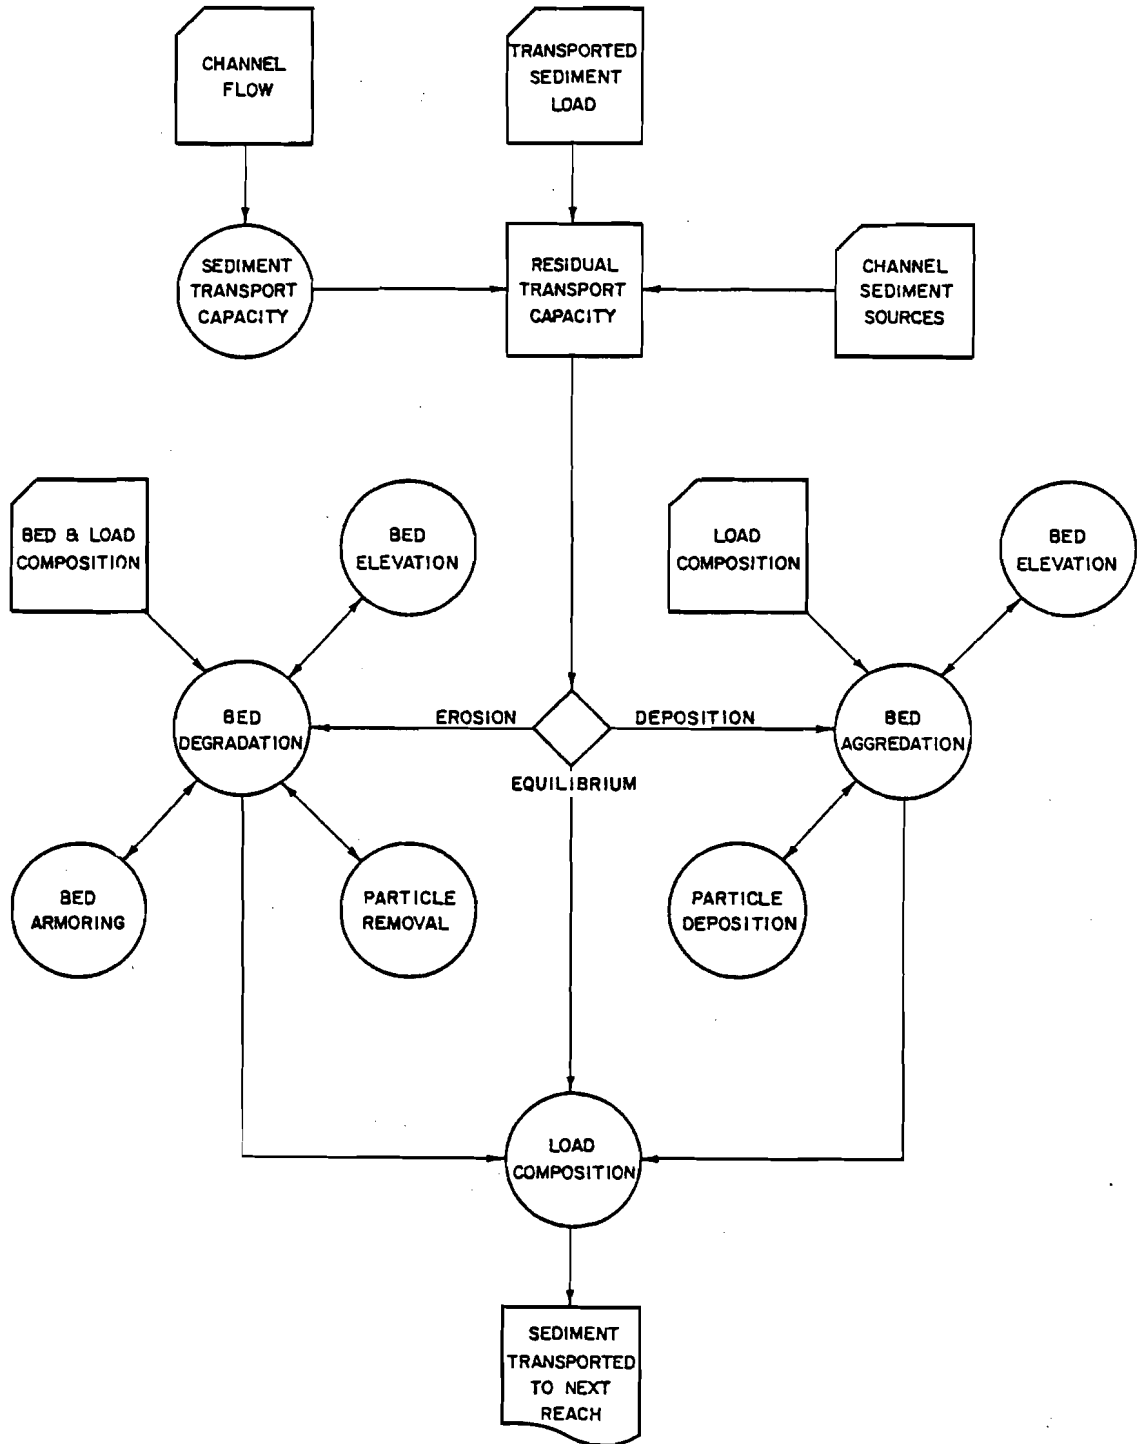 CHANNEL
FLOW
TRANSPORTED
SEDIMENT
LOAD
SEDIMENT
TRANSPORT
CAPACITY
RESIDUAL
TRANSPORT
CAPACITY
CHANNEL
SEDIMENT
SOURCES
BED & LOAD
COMPOSITION
BED
ELEVATION
LOAD
COMPOSITION
BED
ELEVATION
BED
DEGRADATION
EROSION
DEPOSITION
BED
AGGREDATION
EQUILIBRIUM
BED
ARMORING
PARTICLE
REMOVAL
PARTICLE
DEPOSITION
LOAD
COMPOSITION
SEDIMENT
TRANSPORTED
TO NEXT
REACH